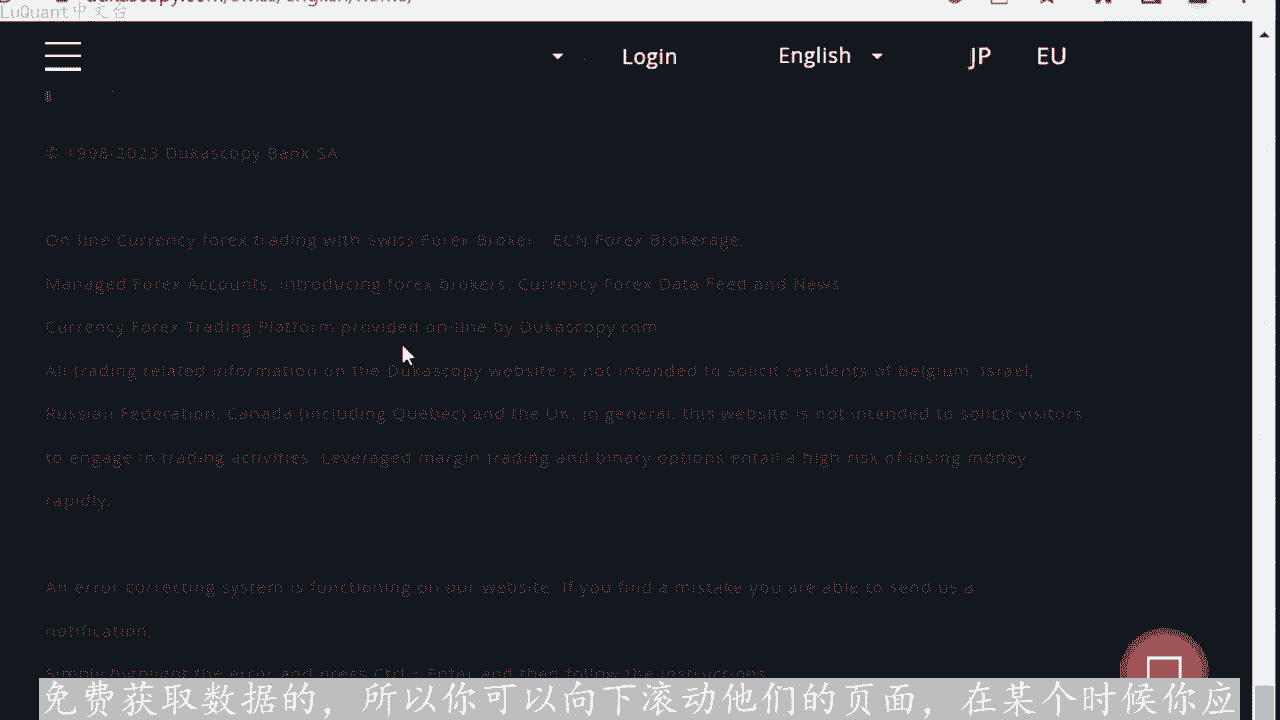 LuQuant中文台
Login
English
JP
EU
© 1998-2023 Dukascopy Bank SA
On-line Currency forex trading with Swiss Forex Broker - ECN Forex Brokerage,
Managed Forex Accounts, introducing forex brokers, Currency Forex Data Feed and News
Currency Forex Trading Platform provided on-line by Dukascopy.com
All trading related information on the Dukascopy website is not intended to solicit residents of Belgium, Israel,
Russian Federation, Canada (including Québec) and the UK. In general, this website is not intended to solicit visitors
to engage in trading activities. Leveraged margin trading and binary options entail a high risk of losing money
rapidly.
An error correcting system is functioning on our website. If you find a mistake you are able to send us a
notification.
Simply highlight the error and press Ctrl + Enter and then follow the instructions.
免费获取数据的，所以你可以向下滚动他们的页面，在某个时候你应